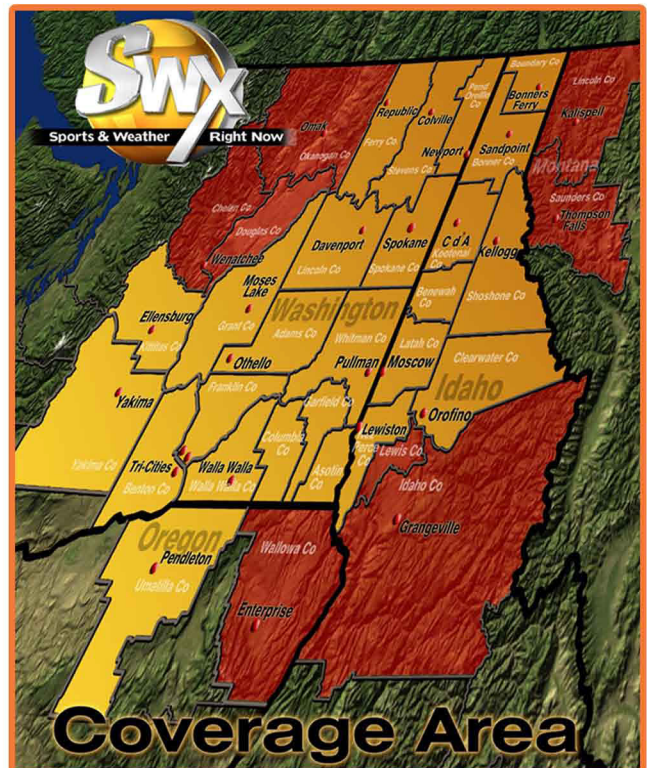 SWX
Sports & Weather Right Now
Boundary Co
Lincoln Co
Pend
Oreille
Co
Bonners
Ferry
Omak
Okanogan Co
Republic
Colville
Kalispell
Ferry Co
Stevens Co
Newport
Sandpoint
Bonner Co
Montana
Saunders Co
Thompson
Falls
Chelan Co
Douglas Co
Wenatchee
Davenport
Lincoln Co
Spokane
Spokane Co
C d'A
Kootenai
Co
Kellogg
Moses
Lake
Grant Co
Washington
Adams Co
Whitman Co
Benewah
Co
Shoshone Co
Ellensburg
Kittitas Co
Othello
Franklin Co
Pullman
Moscow
Latah Co
Clearwater Co
Idaho
Garfield Co
Orofino
Yakima
Yakima Co
Lewiston
Nez
Perce
Co
Lewis Co
Columbia
Co
Asotin
Co
Tri-Cities
Benton Co
Walla Walla
Walla Walla Co
Idaho Co
Grangeville
Oregon
Pendleton
Umatilla Co
Wallowa Co
Enterprise
Coverage Area